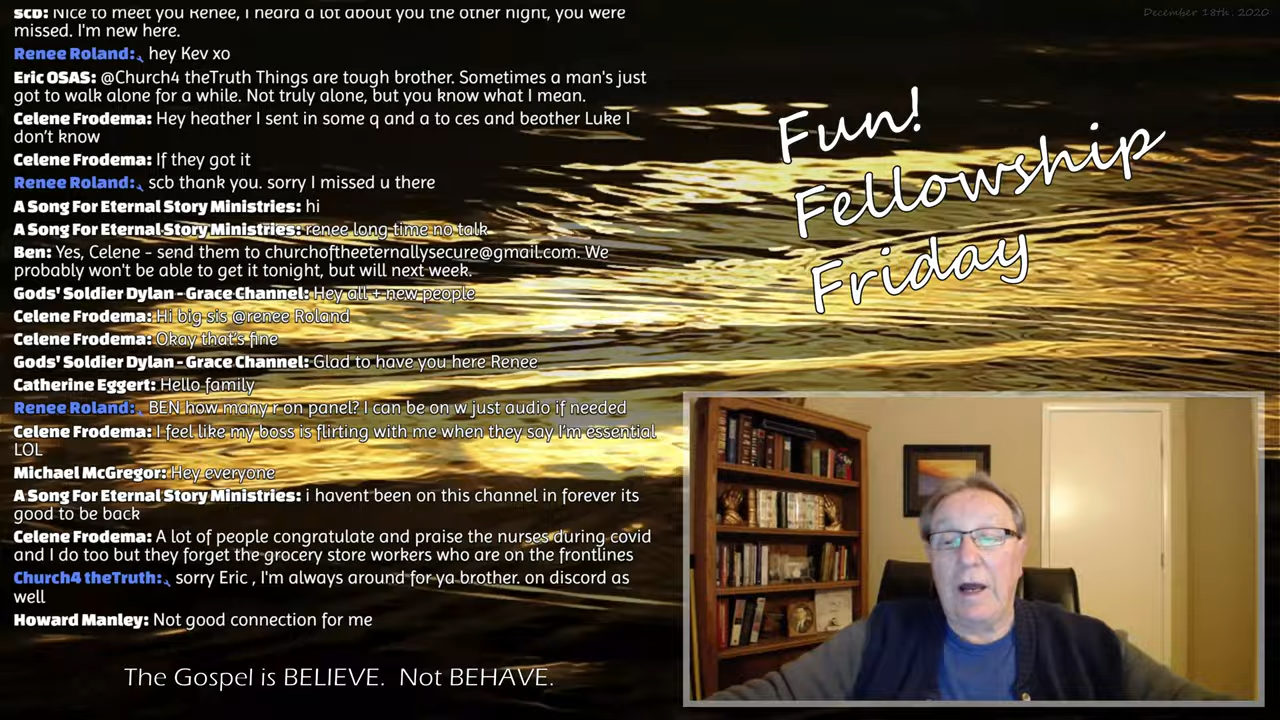 scb: Nice to meet you Renee, I heard a lot about you the other night, you were
missed. I'm new here.
Renee Roland: hey Kev xo
Eric OSAS: @Church4 theTruth Things are tough brother. Sometimes a man's just
got to walk alone for a while. Not truly alone, but you know what I mean.
Celene Frodema: Hey heather I sent in some q and a to ces and beother Luke I
don't know
Celene Frodema: If they got it
Renee Roland: scb thank you. sorry I missed u there
A Song For Eternal Story Ministries: hi
A Song For Eternal Story Ministries: renee long time no talk
Ben: Yes, Celene - send them to churchoftheeternallysecure@gmail.com. We
probably won't be able to get it tonight, but will next week.
Gods' Soldier Dylan - Grace Channel: Hey all + new people
Celene Frodema: Hi big sis @renee Roland
Celene Frodema: Okay that's fine
Gods' Soldier Dylan - Grace Channel: Glad to have you here Renee
Catherine Eggert: Hello family
Renee Roland: BEN how many r on panel? I can be on w just audio if needed
Celene Frodema: I feel like my boss is flirting with me when they say I'm essential
LOL
Michael McGregor: Hey everyone
A Song For Eternal Story Ministries: i havent been on this channel in forever its
good to be back
Celene Frodema: A lot of people congratulate and praise the nurses during covid
and I do too but they forget the grocery store workers who are on the frontlines
Church4 theTruth: sorry Eric , I'm always around for ya brother. on discord as
well
Howard Manley: Not good connection for me
The Gospel is BELIEVE. Not BEHAVE.
December 18th, 2020
Fun!
Fellowship
Friday